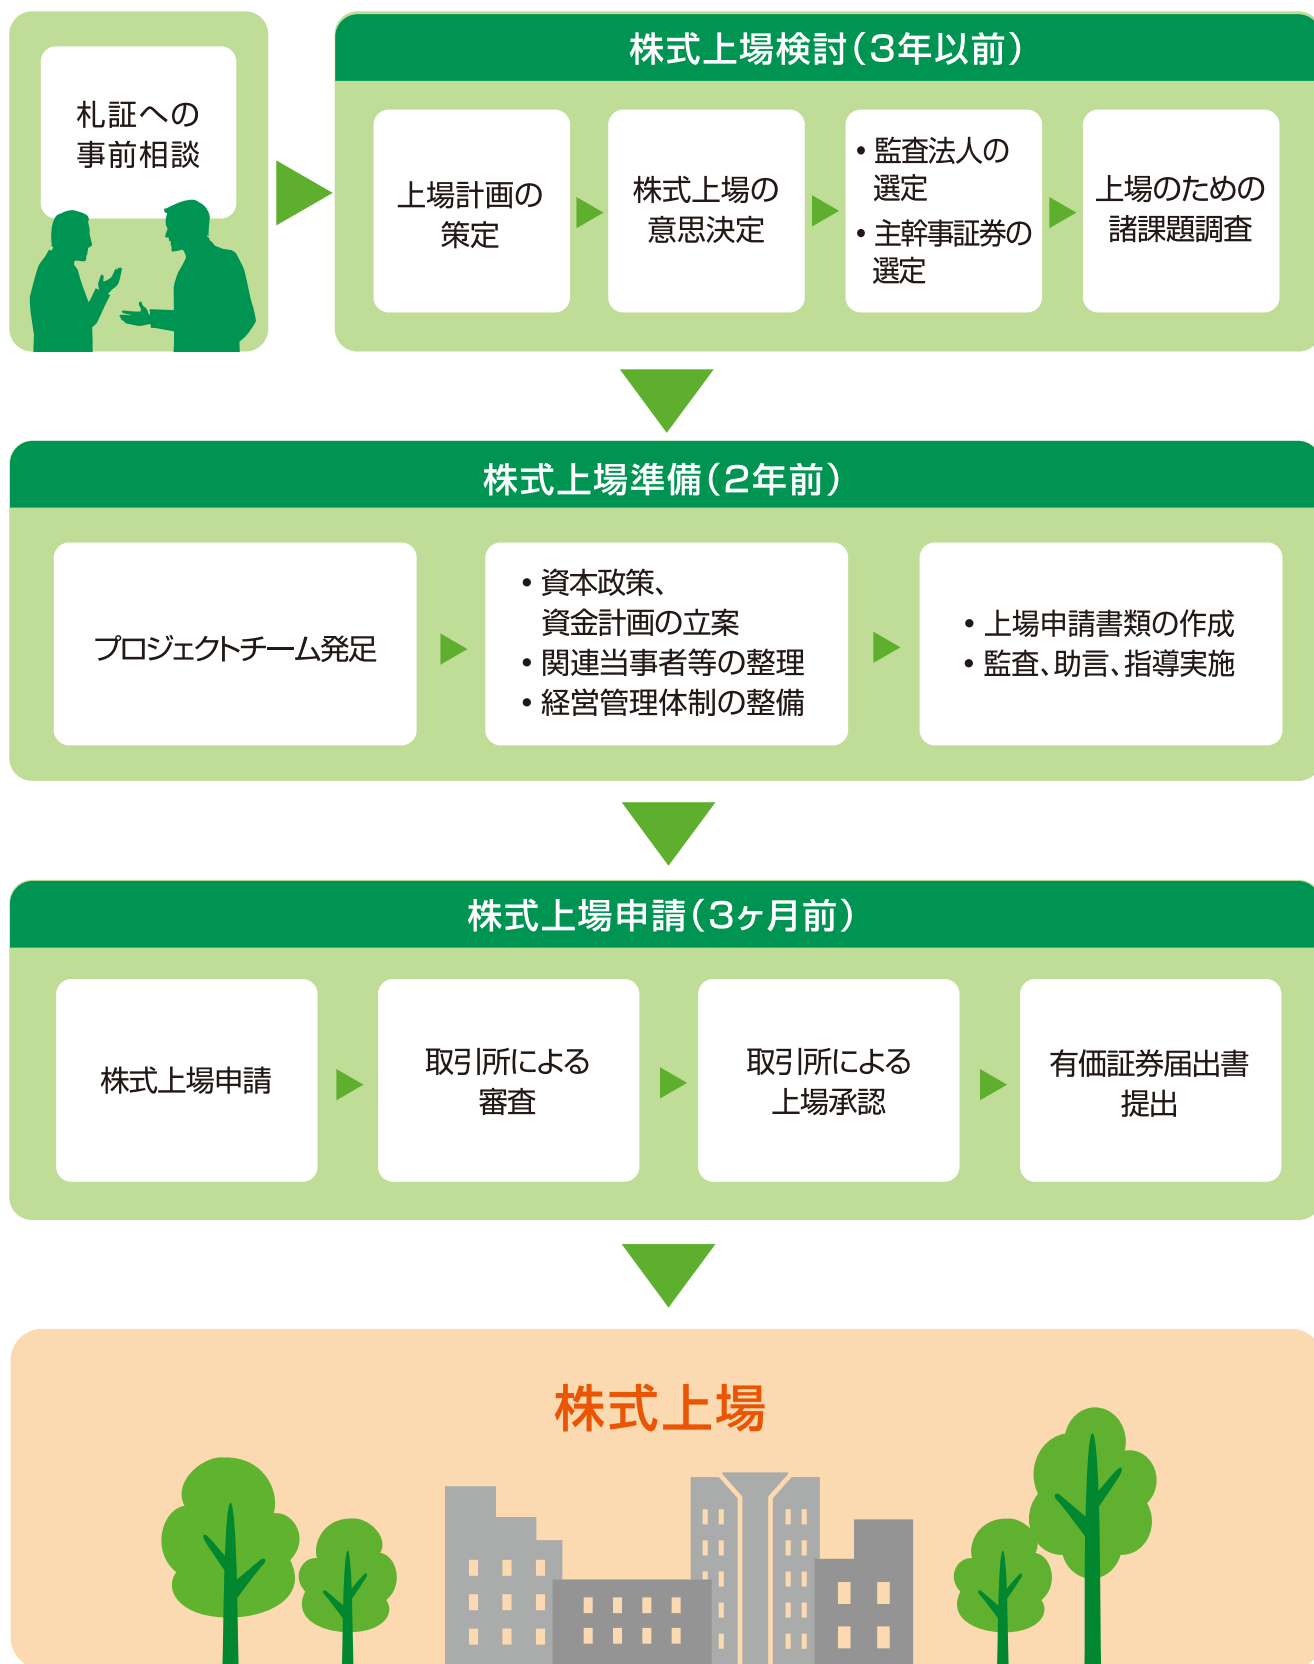 札証への
事前相談
株式上場検討(3年以前)
上場計画の
策定
株式上場の
意思決定
・監査法人の
選定
・主幹事証券の
選定
上場のための
諸課題調査
株式上場準備(2年前)
プロジェクトチーム発足
・資本政策、
資金計画の立案
・関連当事者等の整理
・経営管理体制の整備
・上場申請書類の作成
・監査、助言、指導実施
株式上場申請(3ヶ月前)
株式上場申請
取引所による
審査
取引所による
上場承認
有価証券届出書
提出
株式上場